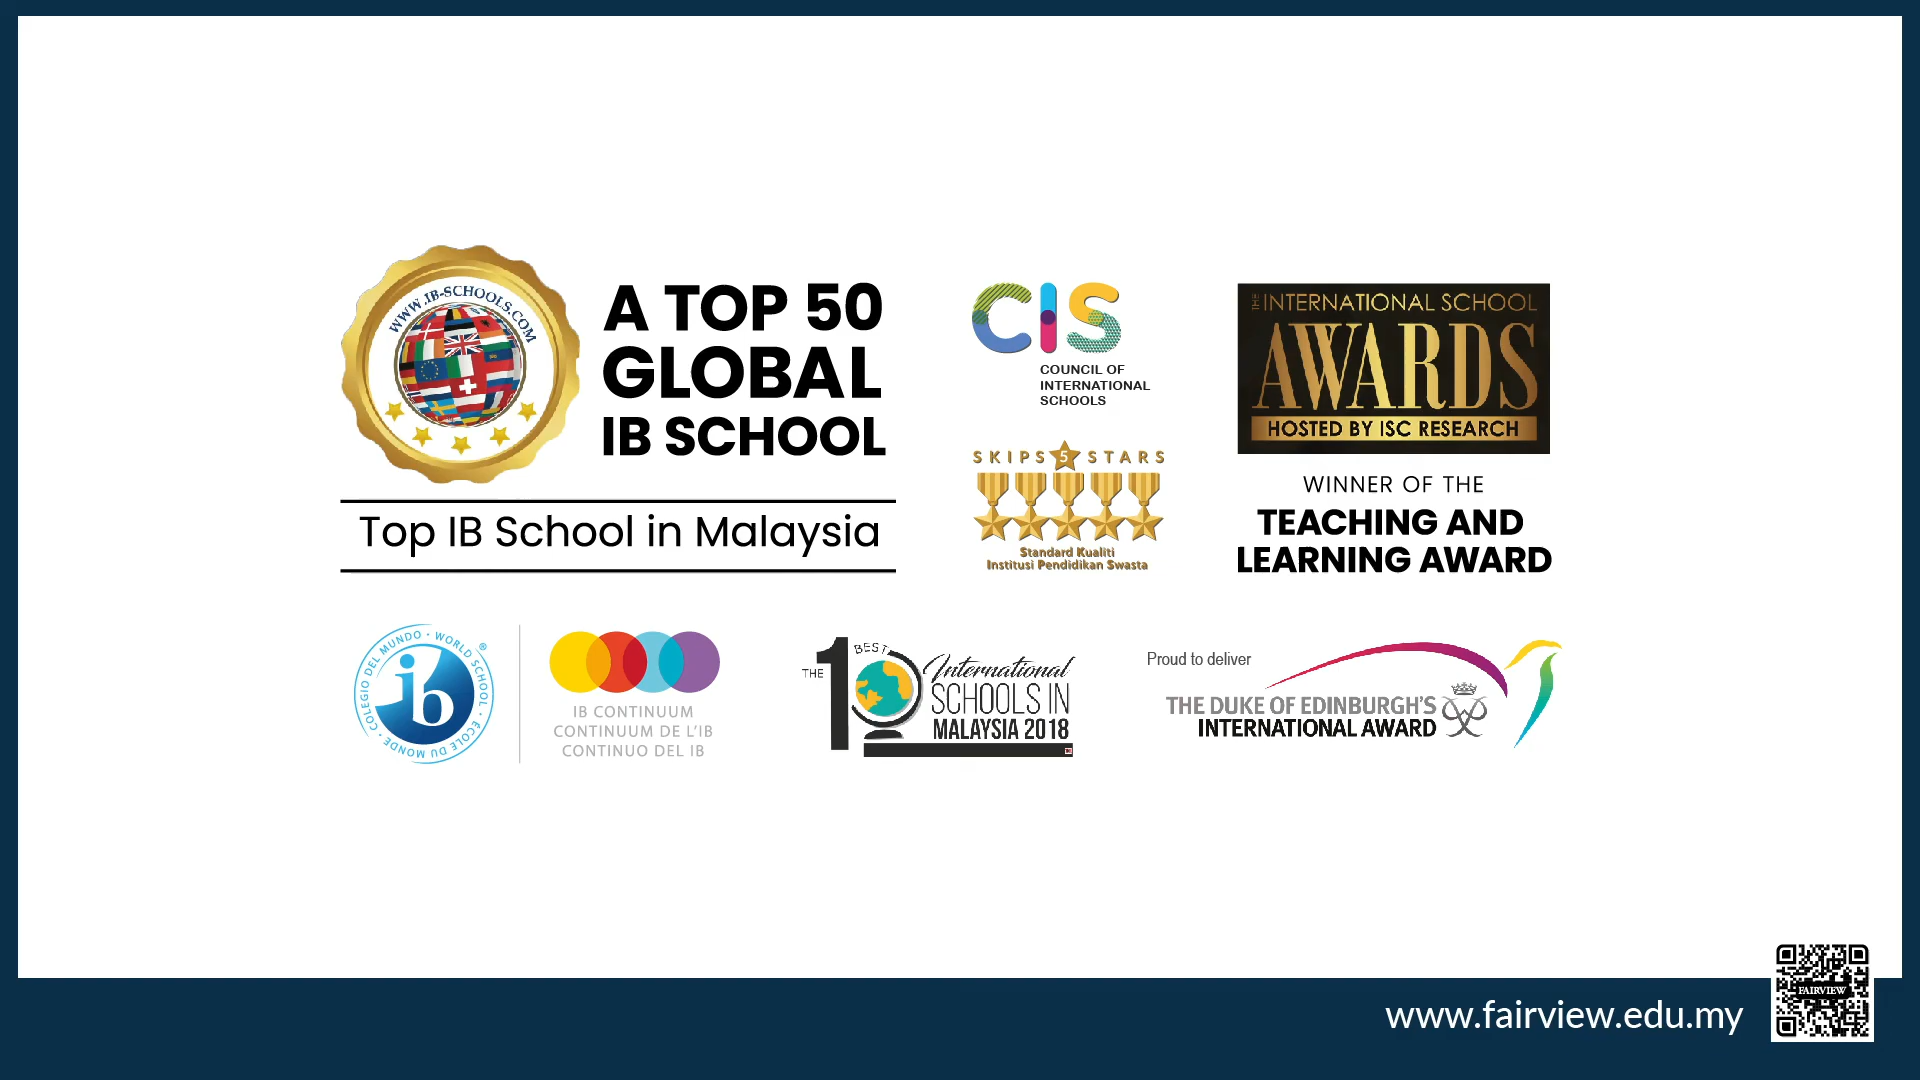 WWW.IB-SCHOOLS.COM
A TOP 50
GLOBAL
IB SCHOOL
Top IB School in Malaysia
CIS
COUNCIL OF
INTERNATIONAL
SCHOOLS
SKIPS 5 STARS
Standard Kualiti
Institusi Pendidikan Swasta
THE INTERNATIONAL SCHOOL
AWARDS
HOSTED BY ISC RESEARCH
WINNER OF THE
TEACHING AND
LEARNING AWARD
COLEGIO DEL MUNDO · WORLD SCHOOL · ÉCOLE DU MONDE ·
®
ib
IB CONTINUUM
CONTINUUM DE L'IB
CONTINUO DEL IB
THE 10 BEST
International
SCHOOLS IN
MALAYSIA 2018
Proud to deliver
THE DUKE OF EDINBURGH'S
INTERNATIONAL AWARD
FAIRVIEW
www.fairview.edu.my